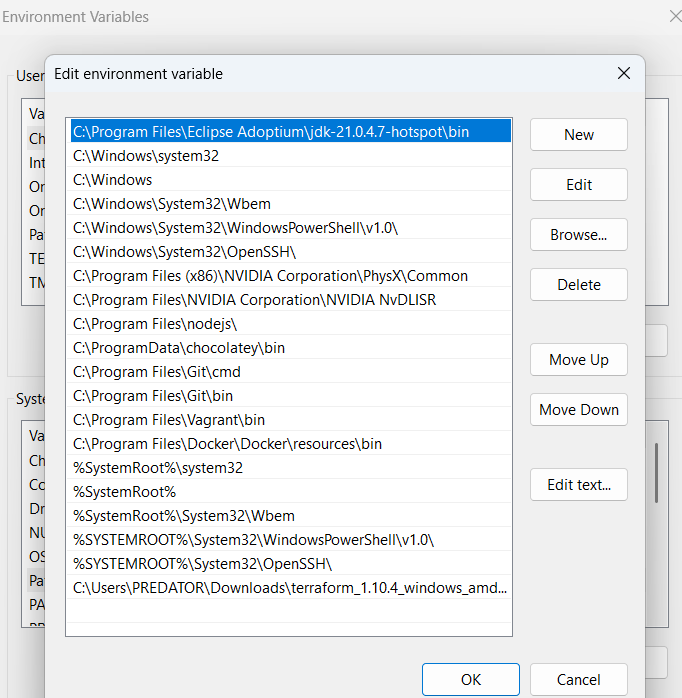 Environment Variables
Edit environment variable
User
Va
Ch
Int
On
On
Pa
TE
TM
C:\Program Files\Eclipse Adoptium\jdk-21.0.4.7-hotspot\bin
C:\Windows\system32
C:\Windows
C:\Windows\System32\Wbem
C:\Windows\System32\WindowsPowerShell\v1.0\
C:\Windows\System32\OpenSSH\
C:\Program Files (x86)\NVIDIA Corporation\PhysX\Common
C:\Program Files\NVIDIA Corporation\NVIDIA NvDLISR
C:\Program Files\nodejs\
C:\ProgramData\chocolatey\bin
C:\Program Files\Git\cmd
C:\Program Files\Git\bin
C:\Program Files\Vagrant\bin
C:\Program Files\Docker\Docker\resources\bin
%SystemRoot%\system32
%SystemRoot%
%SystemRoot%\System32\Wbem
%SYSTEMROOT%\System32\WindowsPowerShell\v1.0\
%SYSTEMROOT%\System32\OpenSSH\
C:\Users\PREDATOR\Downloads\terraform_1.10.4_windows_amd...
New
Edit
Browse...
Delete
Move Up
Move Down
Edit text...
Syste
Va
Ch
Co
Dr
NU
OS
Pa
PA
OK
Cancel